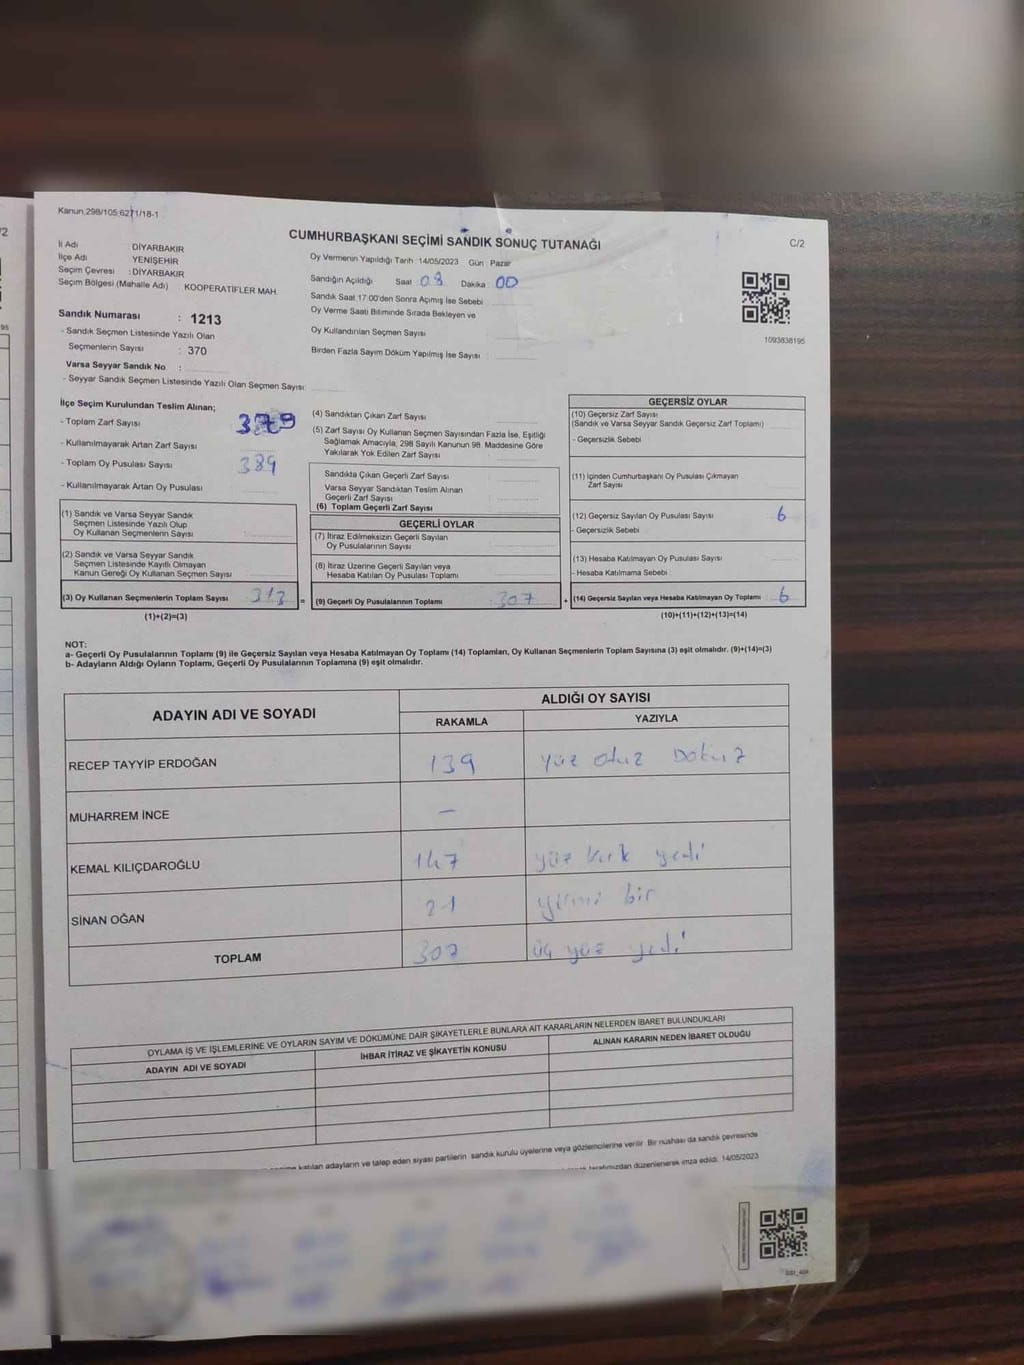 Kanun 298/105 6271/18-1
CUMHURBAŞKANI SEÇİMİ SANDIK SONUÇ TUTANAĞI
C/2
İl Adı DİYARBAKIR
İlçe Adı YENİŞEHİR
Seçim Çevresi : DİYARBAKIR
Seçim Bölgesi (Mahalle Adı) : KOOPERATİFLER MAH.
Sandık Numarası : 1213
- Sandık Seçmen Listesinde Yazılı Olan
Seçmenlerin Sayısı : 370
Varsa Seyyar Sandık No :
- Seyyar Sandık Seçmen Listesinde Yazılı Olan Seçmen Sayısı:
Oy Vermenin Yapıldığı Tarih : 14/05/2023 Gün : Pazar
Sandığın Açıldığı Saat 08 Dakika : 00
Sandık Saat 17.00'den Sonra Açımış İse Sebebi
Oy Verme Saati Bitiminde Sırada Bekleyen ve
Oy Kullandırılan Seçmen Sayısı
Birden Fazla Sayım Döküm Yapılmış İse Sayısı
1093838195
İlçe Seçim Kurulundan Teslim Alınan;
- Toplam Zarf Sayısı
- Kullanılmayarak Artan Zarf Sayısı
- Toplam Oy Pusulası Sayısı 389
- Kullanılmayarak Artan Oy Pusulası
(1) Sandık ve Varsa Seyyar Sandık
Seçmen Listesinde Yazılı Olup
Oy Kullanan Seçmenlerin Sayısı
(2) Sandık ve Varsa Seyyar Sandık
Seçmen Listesinde Kayıtlı Olmayan
Kanun Gereği Oy Kullanan Seçmen Sayısı
(3) Oy Kullanan Seçmenlerin Toplam Sayısı 313 =
(1)+(2)=(3)
(4) Sandıktan Çıkan Zarf Sayısı
(5) Zarf Sayısı Oy Kullanan Seçmen Sayısından Fazla İse, Eşitliği
Sağlamak Amacıyla, 298 Sayılı Kanunun 98. Maddesine Göre
Yakılarak Yok Edilen Zarf Sayısı
Sandıkta Çıkan Geçerli Zarf Sayısı
Varsa Seyyar Sandıktan Teslim Alınan
Geçerli Zarf Sayısı
(6) Toplam Geçerli Zarf Sayısı
GEÇERLİ OYLAR
(7) İtiraz Edilmeksizin Geçerli Sayılan
Oy Pusulalarının Sayısı
(8) İtiraz Üzerine Geçerli Sayılan veya
Hesaba Katılan Oy Pusulası Toplamı
(9) Geçerli Oy Pusulalarının Toplamı 307 +
GEÇERSİZ OYLAR
(10) Geçersiz Zarf Sayısı
(Sandık ve Varsa Seyyar Sandık Geçersiz Zarf Toplamı)
- Geçersizlik Sebebi
(11) İçinden Cumhurbaşkanı Oy Pusulası Çıkmayan
Zarf Sayısı
(12) Geçersiz Sayılan Oy Pusulası Sayısı 6
- Geçersizlik Sebebi
(13) Hesaba Katılmayan Oy Pusulası Sayısı
- Hesaba Katılmama Sebebi
(14) Geçersiz Sayılan veya Hesaba Katılmayan Oy Toplamı 6
(10)+(11)+(12)+(13)=(14)
NOT:
a- Geçerli Oy Pusulalarının Toplamı (9) ile Geçersiz Sayılan veya Hesaba Katılmayan Oy Toplamı (14) Toplamları, Oy Kullanan Seçmenlerin Toplam Sayısına (3) eşit olmalıdır. (9)+(14)=(3)
b- Adayların Aldığı Oyların Toplamı, Geçerli Oy Pusulalarının Toplamına (9) eşit olmalıdır.
ADAYIN ADI VE SOYADI
ALDIĞI OY SAYISI
RAKAMLA YAZIYLA
RECEP TAYYİP ERDOĞAN 139 yüz otuz Dokuz
MUHARREM İNCE –
KEMAL KILIÇDAROĞLU 147 yüz kırk yedi
SİNAN OĞAN 21 yirmi bir
TOPLAM 307 üç yüz yedi
OYLAMA İŞ VE İŞLEMLERİNE VE OYLARIN SAYIM VE DÖKÜMÜNE DAİR ŞİKAYETLERLE BUNLARA AİT KARARLARIN NELERDEN İBARET BULUNDUKLARI
ADAYIN ADI VE SOYADI İHBAR İTİRAZ VE ŞİKAYETİN KONUSU ALINAN KARARIN NEDEN İBARET OLDUĞU
katılan adayların ve talep eden siyasi partilerin sandık kurulu üyelerine veya gözlemcilerine verilir. Bir nüshası da sandık çevresinde
tarafımızdan düzenlenerek imza edildi. 14/05/2023